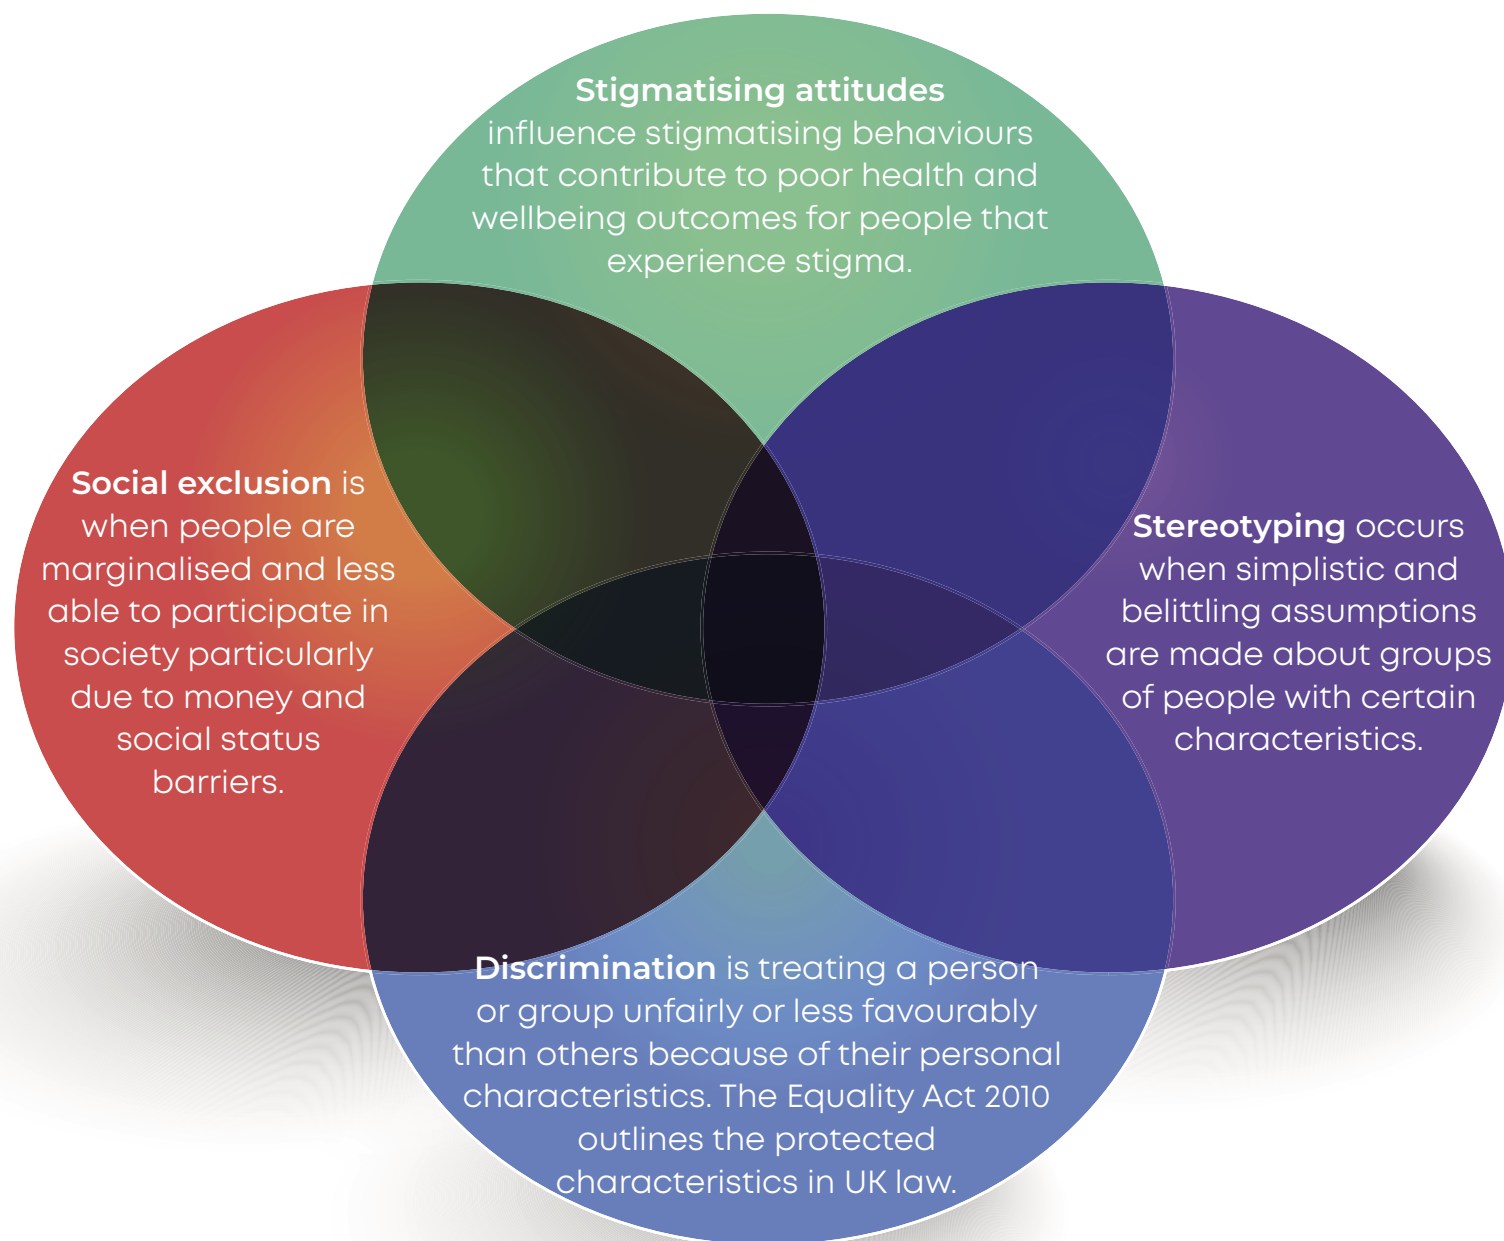 Stigmatising attitudes
influence stigmatising behaviours
that contribute to poor health and
wellbeing outcomes for people that
experience stigma.
Social exclusion is
when people are
marginalised and less
able to participate in
society particularly
due to money and
social status
barriers.
Stereotyping occurs
when simplistic and
belittling assumptions
are made about groups
of people with certain
characteristics.
Discrimination is treating a person
or group unfairly or less favourably
than others because of their personal
characteristics. The Equality Act 2010
outlines the protected
characteristics in UK law.